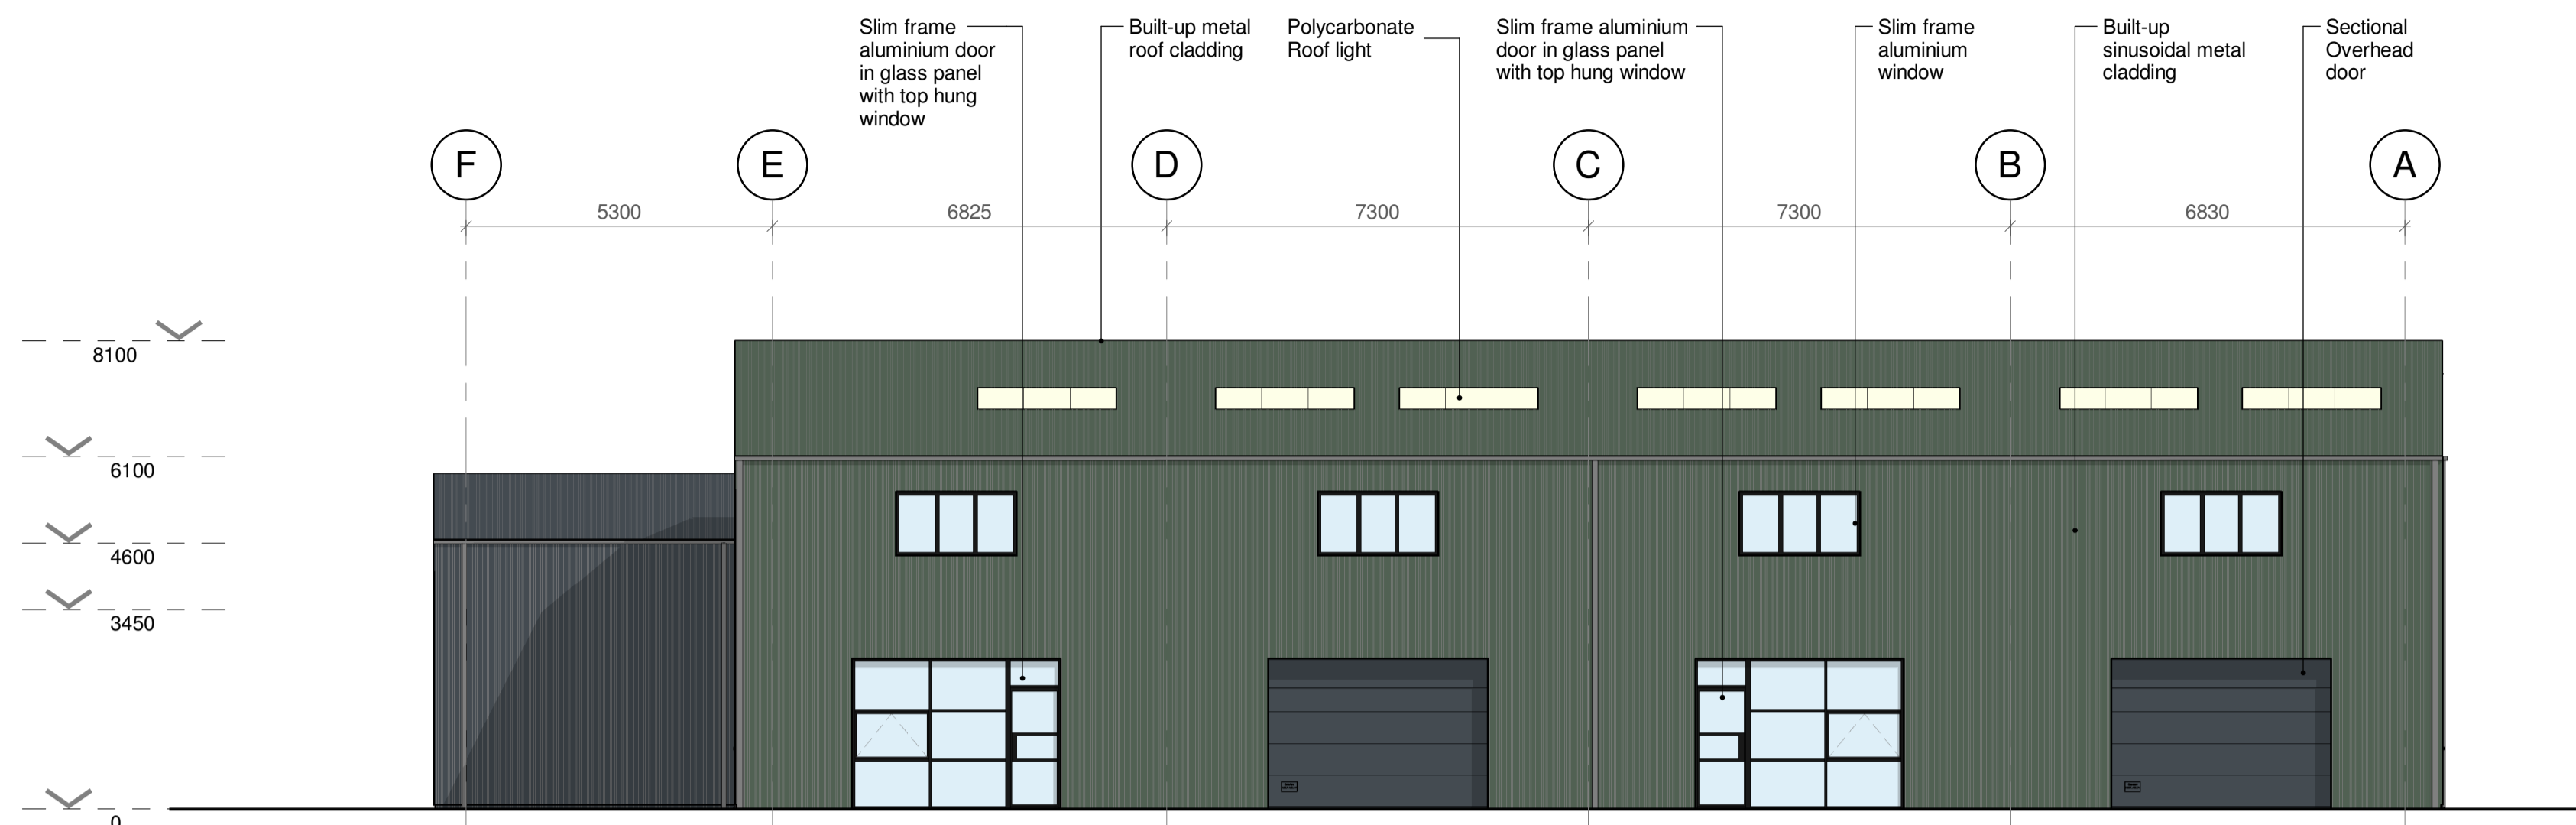 Slim frame
aluminium door
in glass panel
with top hung
window
Built-up metal
roof cladding
Polycarbonate
Roof light
Slim frame aluminium
door in glass panel
with top hung window
Slim frame
aluminium
window
Built-up
sinusoidal metal
cladding
Sectional
Overhead
door
F
E
D
C
B
A
5300
6825
7300
7300
6830
8100
6100
4600
3450
0